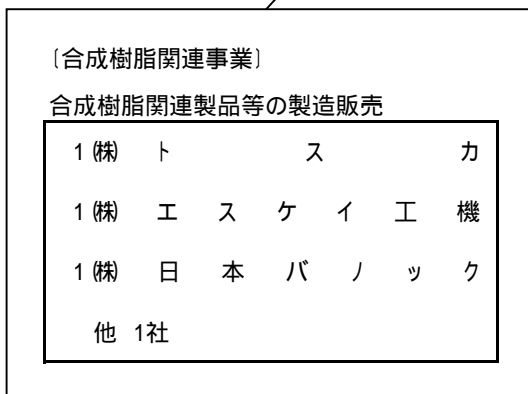 〔合成樹脂関連事業〕
合成樹脂関連製品等の製造販売
1 ㈱ トスカ
1 ㈱ エスケイ工機
1 ㈱ 日本バノック
他 1社